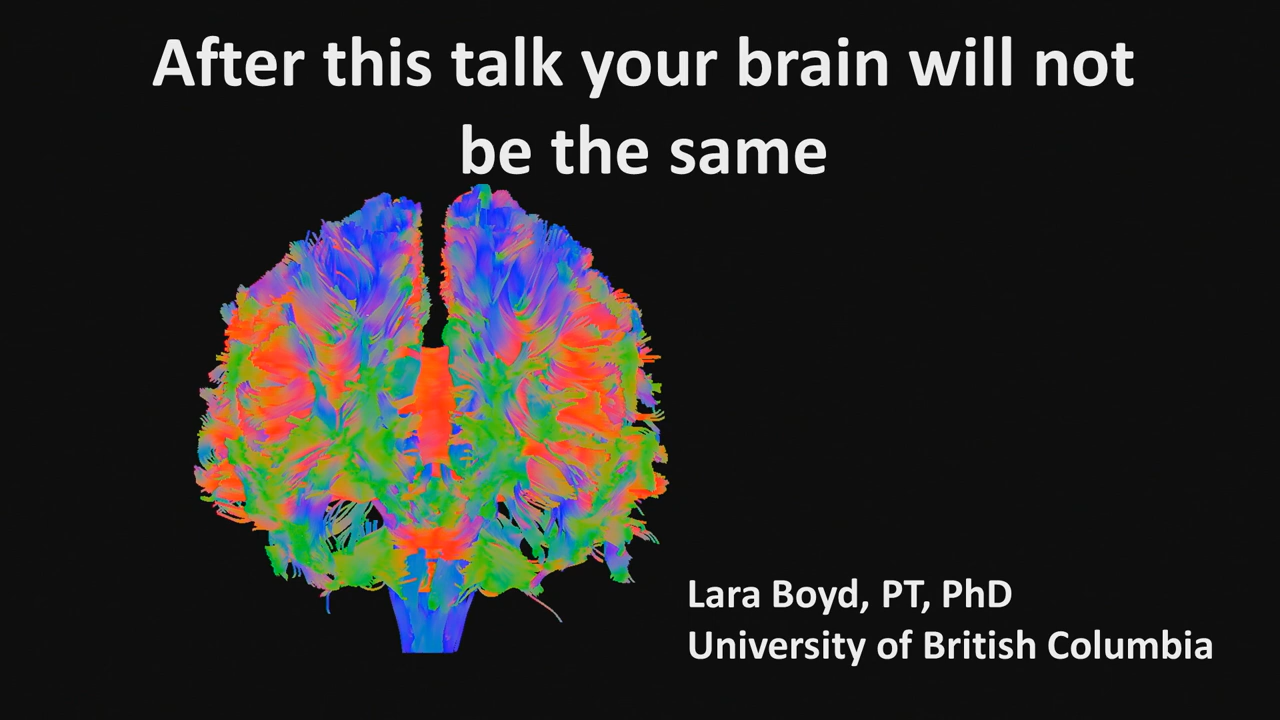 After this talk your brain will not
be the same
Lara Boyd, PT, PhD
University of British Columbia